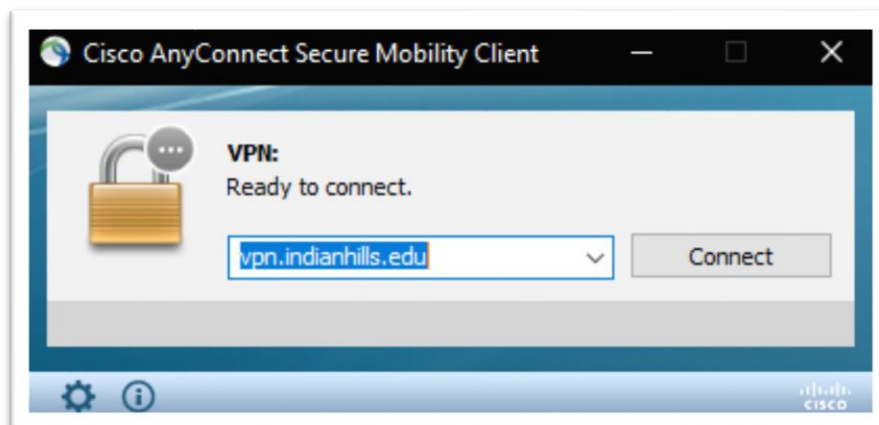 Cisco AnyConnect Secure Mobility Client
VPN:
Ready to connect.
vpn.indianhills.edu
Connect
cisco